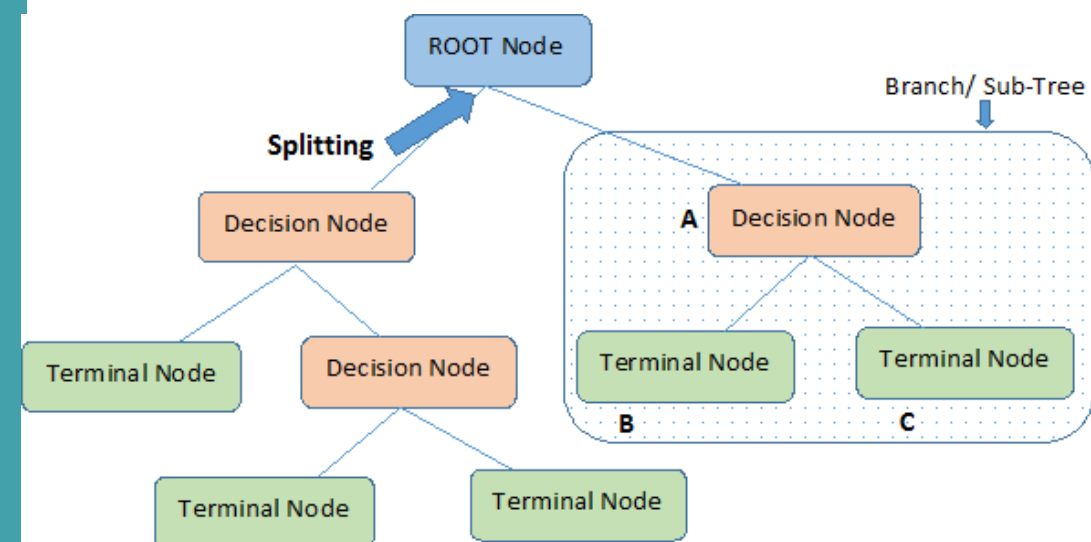 ROOT Node
Branch/ Sub-Tree
Splitting
Decision Node
A
Decision Node
Terminal Node
Decision Node
Terminal Node
Terminal Node
B
C
Terminal Node
Terminal Node